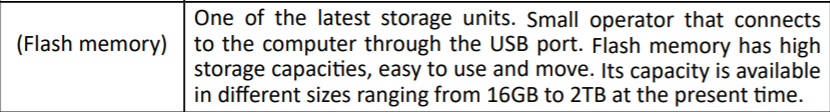 One of the latest storage units. Small operator that connects
(Flash memory) to the computer through the USB port. Flash memory has high
storage capacities, easy to use and move. Its capacity is available
in different sizes ranging from 16GB to 2TB at the present time.